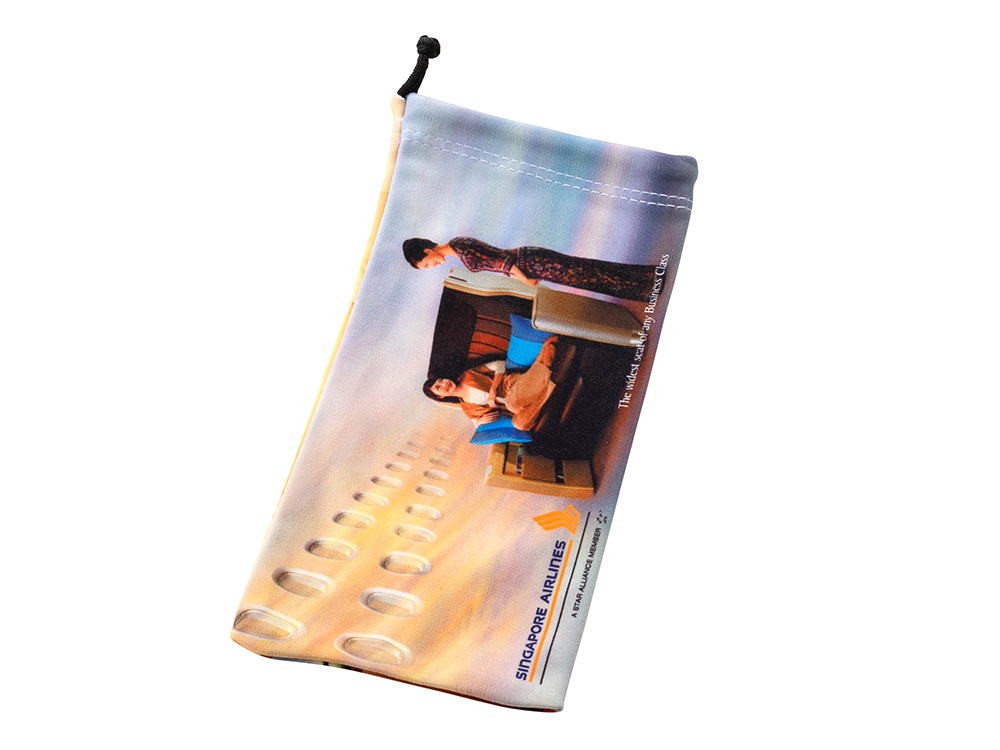 The widest seat of any Business Class
SINGAPORE AIRLINES
A STAR ALLIANCE MEMBER